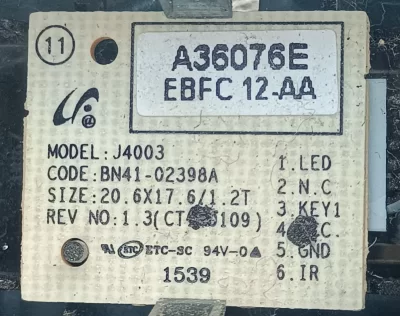 11
A36076E
EBFC 12-AA
MODEL: J4003
CODE: BN41-02398A
SIZE: 20.6X17.6/1.2T
REV NO: 1.3(CT 109)
ETC ETC-SC 94V-0
1539
1. LED
2. N.C
3. KEY1
4. C.
5. GND
6. IR